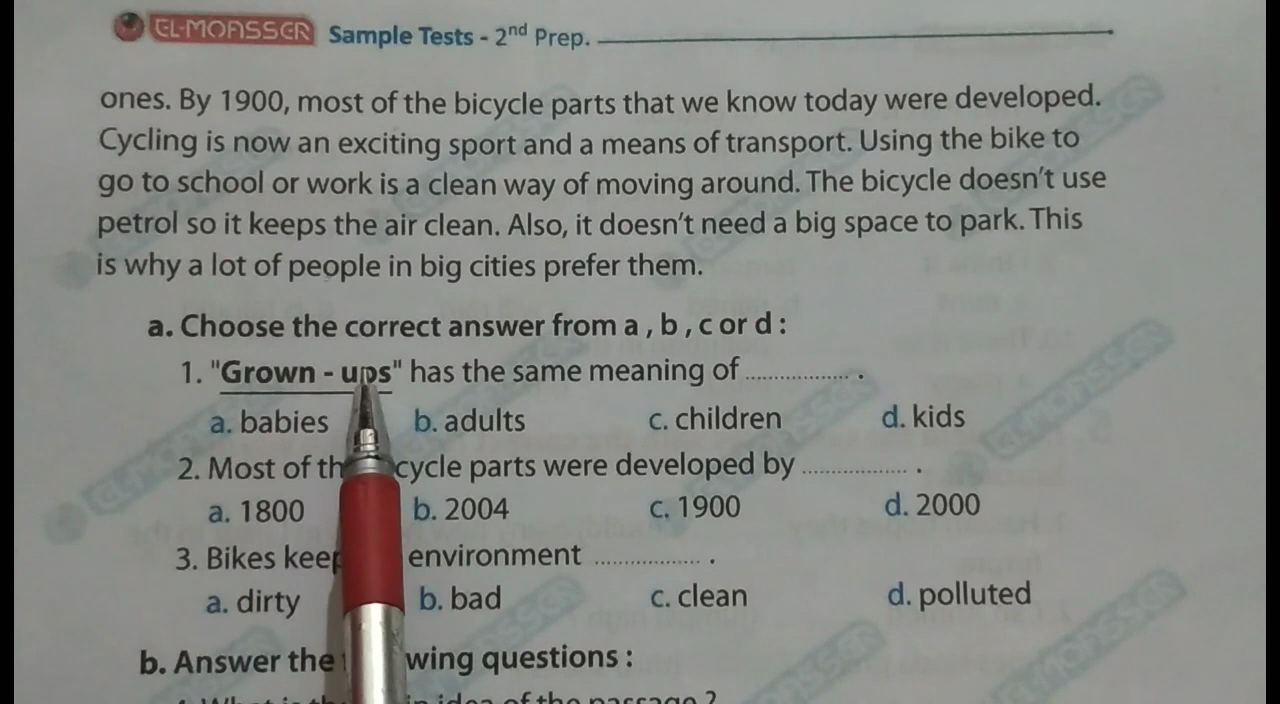 EL-MOASSER Sample Tests - 2nd Prep.
ones. By 1900, most of the bicycle parts that we know today were developed.
Cycling is now an exciting sport and a means of transport. Using the bike to
go to school or work is a clean way of moving around. The bicycle doesn't use
petrol so it keeps the air clean. Also, it doesn't need a big space to park. This
is why a lot of people in big cities prefer them.
a. Choose the correct answer from a , b , c or d :
1. "Grown - ups" has the same meaning of .................. .
a. babies b. adults c. children d. kids
2. Most of cycle parts were developed by .................. .
a. 1800 b. 2004 c. 1900 d. 2000
3. Bikes environment .................. .
a. dirty b. bad c. clean d. polluted
b. Answer the wing questions :
of the passage ?